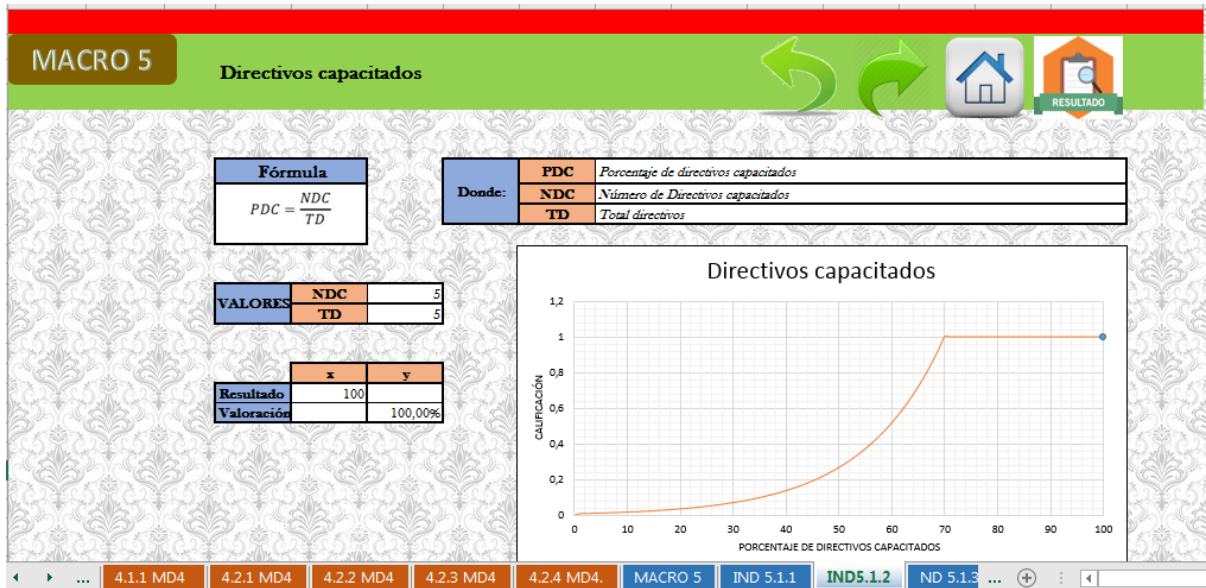 MACRO 5
Directivos capacitados
RESULTADO
Fórmula
PDC = NDC / TD
Donde:
PDC Porcentaje de directivos capacitados
NDC Número de Directivos capacitados
TD Total directivos
VALORES
NDC 5
TD 5
x y
Resultado 100
Valoración 100,00%
Directivos capacitados
CALIFICACIÓN
1,2
1
0,8
0,6
0,4
0,2
0
0 10 20 30 40 50 60 70 80 90 100
PORCENTAJE DE DIRECTIVOS CAPACITADOS
... 4.1.1 MD4 4.2.1 MD4 4.2.2 MD4 4.2.3 MD4 4.2.4 MD4. MACRO 5 IND 5.1.1 IND5.1.2 ND 5.1.3 ...